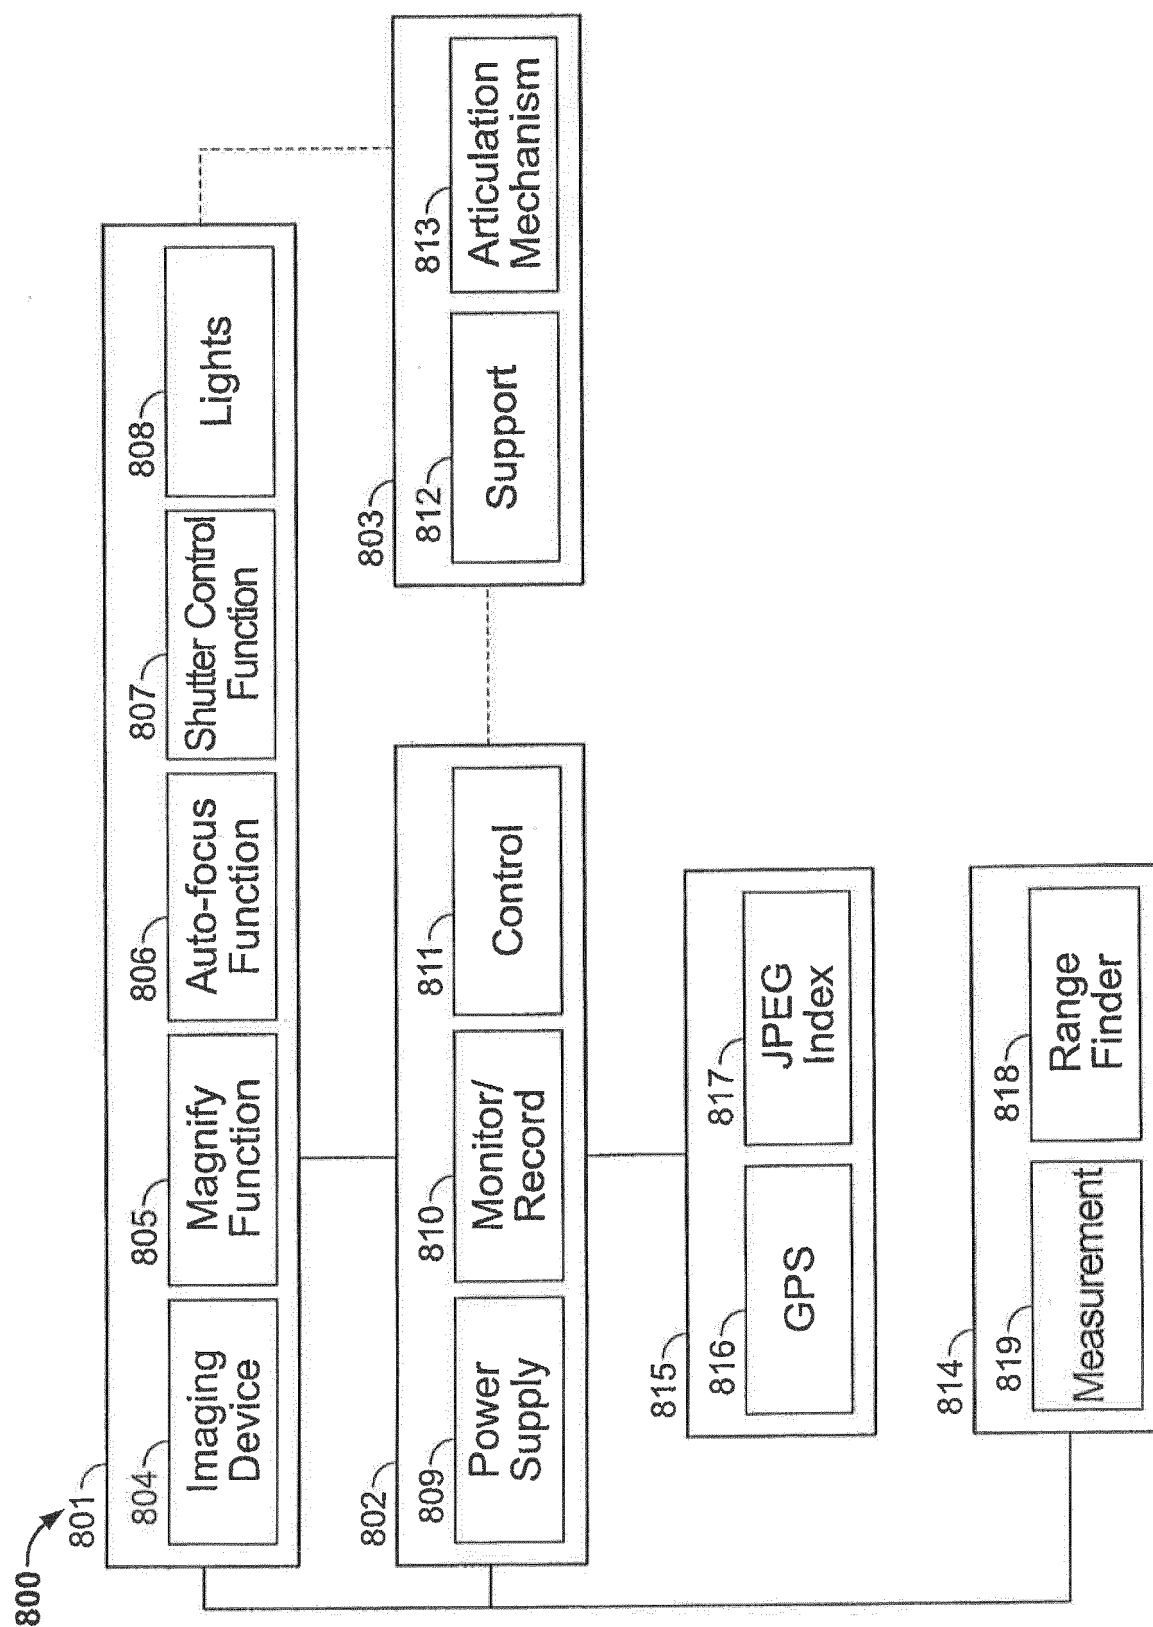 800
801
804
Imaging
Device
805
Magnify
Function
806
Auto-focus
Function
807
Shutter Control
Function
808
Lights
802
809
Power
Supply
810
Monitor/
Record
811
Control
803
812
Support
813
Articulation
Mechanism
815
816
GPS
817
JPEG
Index
814
819
Measurement
818
Range
Finder